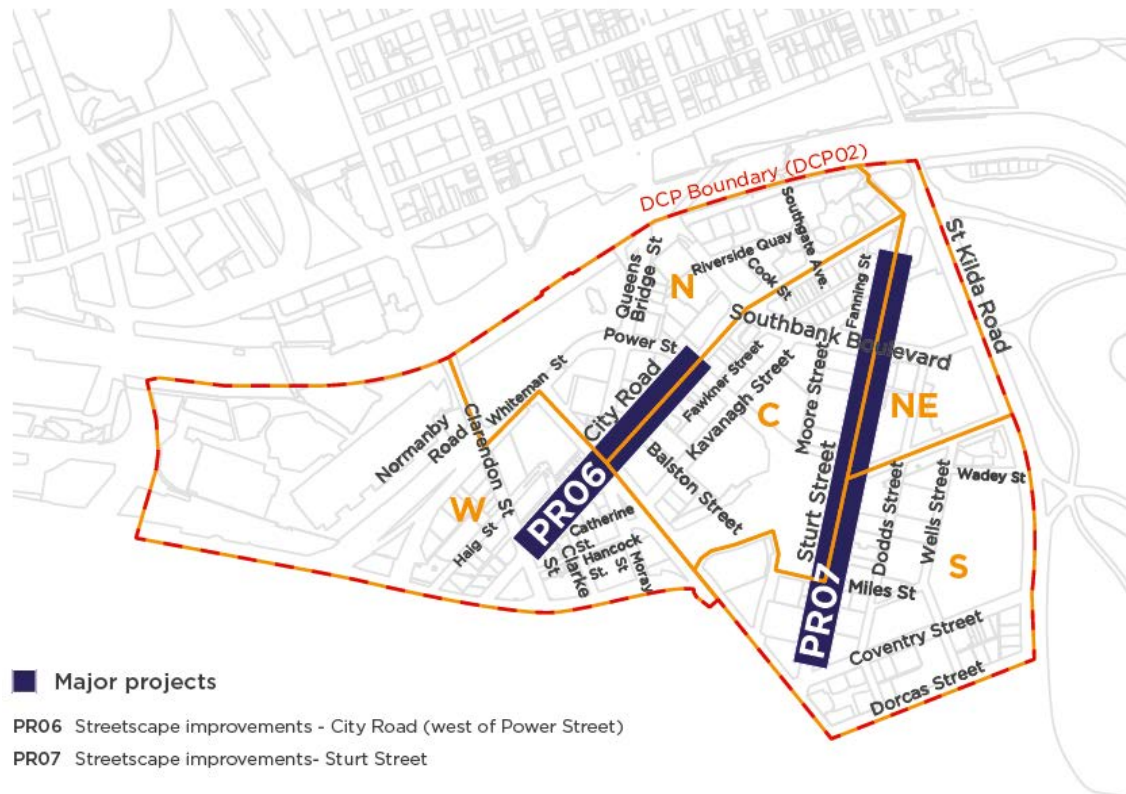 DCP Boundary (DCP02)
St Kilda Road
Southgate Ave.
Riverside Quay
Cook St
Queens
Bridge St
N
Fanning St
Southbank Boulevard
Power St
City Road
Fawkner Street
Kavanagh Street
Moore Street
C
NE
Whiteman St
Normanby
Road
Clarendon St
Balston Street
W
PR06
Haig St
Catherine
St.
Clarke
St
Hancock
St.
Moray
St
Sturt Street
Dodds Street
Wells Street
Wadey St
S
PR07
Miles St
Coventry Street
Dorcas Street
Major projects
PR06 Streetscape improvements - City Road (west of Power Street)
PR07 Streetscape improvements- Sturt Street